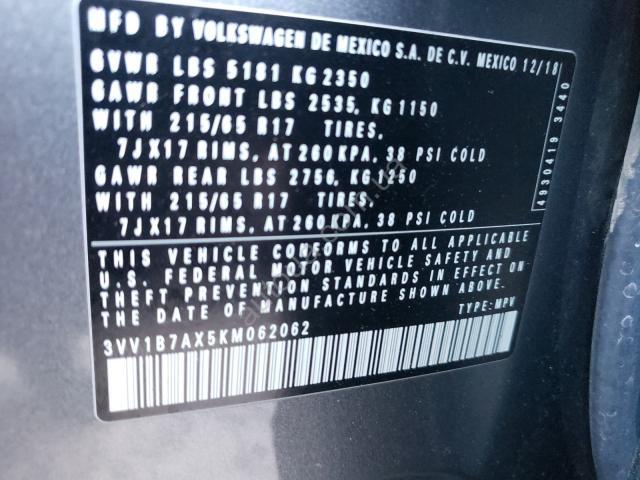 MFD BY VOLKSWAGEN DE MEXICO S.A. DE C.V. MEXICO 12/18
GVWR LBS 5181 KG 2350
GAWR FRONT LBS 2535, KG 1150
WITH 215/65 R17 TIRES,
7JX17 RIMS, AT 260 KPA, 38 PSI COLD
GAWR REAR LBS 2756, KG 1250
WITH 215/65 R17 TIRES,
7JX17 RIMS, AT 260 KPA, 38 PSI COLD
THIS VEHICLE CONFORMS TO ALL APPLICABLE
U.S. FEDERAL MOTOR VEHICLE SAFETY AND
THEFT PREVENTION STANDARDS IN EFFECT ON
THE DATE OF MANUFACTURE SHOWN ABOVE.
TYPE: MPV
3VV1B7AX5KM062062
4930419 3440